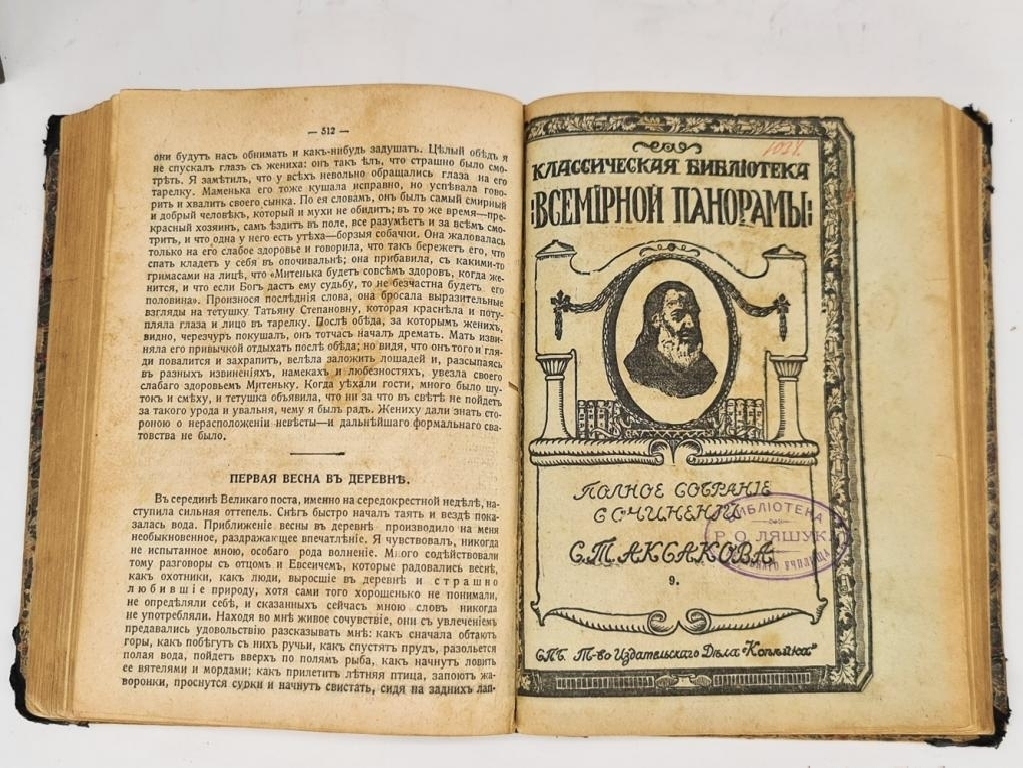 — 512 —
они будутъ насъ обнимать и какъ-нибудь задушатъ. Цѣлый обѣдъ я
не спускалъ глазъ съ жениха: онъ такъ ѣлъ, что страшно было смо-
трѣть. Я замѣтилъ, что у всѣхъ невольно обращались глаза на его
тарелку. Маменька его тоже кушала исправно, но успѣвала гово-
рить и хвалить своего сынка. По ея словамъ, онъ былъ самый смирный
и добрый человѣкъ, который и мухи не обидитъ; въ то же время—пре-
красный хозяинъ, самъ ѣздитъ въ поле, все разумѣетъ и за всѣмъ смо-
тритъ, и что одна у него есть утѣха—борзыя собачки. Она жаловалась
только на его слабое здоровье и говорила, что такъ бережетъ его, что
спать кладетъ у себя въ опочивальнѣ; она прибавила, съ какими-то
гримасами на лицѣ, что «Митенька будетъ совсѣмъ здоровъ, когда же-
нится, и что если Богъ дастъ ему судьбу, то не безчастна будетъ его
половина». Произнося послѣднія слова, она бросала выразительные
взгляды на тетушку Татьяну Степановну, которая краснѣла и поту-
пляла глаза и лицо въ тарелку. Послѣ обѣда, за которымъ женихъ,
видно, черезчуръ покушалъ, онъ тотчасъ началъ дремать. Мать изви-
няла его привычкой отдыхать послѣ обѣда; но видя, что онъ того и гля-
ди повалится и захрапитъ, велѣла заложить лошадей и, разсыпаясь
въ разныхъ извиненіяхъ, намекахъ и любезностяхъ, увезла своего
слабаго здоровьемъ Митеньку. Когда уѣхали гости, много было шу-
токъ и смѣху, и тетушка объявила, что ни за что въ свѣтѣ не пойдетъ
за такого урода и увальня, чему я былъ радъ. Жениху дали знать сто-
роною о нерасположеніи невѣсты—и дальнѣйшаго формальнаго сва-
товства не было.
ПЕРВАЯ ВЕСНА ВЪ ДЕРЕВНѢ.
Въ серединѣ Великаго поста, именно на середокрестной недѣлѣ, на-
ступила сильная оттепель. Снѣгъ быстро началъ таять и вездѣ пока-
залась вода. Приближеніе весны въ деревнѣ производило на меня
необыкновенное, раздражающее впечатлѣніе. Я чувствовалъ, никогда
не испытанное мною, особаго рода волненіе. Много содѣйствовали
тому разговоры съ отцомъ и Евсеичемъ, которые радовались веснѣ,
какъ охотники, какъ люди, выросшіе въ деревнѣ и страшно
любившіе природу, хотя сами того хорошенько не понимали,
не опредѣляли себѣ, и сказанныхъ сейчасъ мною словъ никогда
не употребляли. Находя во мнѣ живое сочувствіе, они съ увлеченіемъ
предавались удовольствію разсказывать мнѣ: какъ сначала обтаютъ
горы, какъ побѣгутъ съ нихъ ручьи, какъ спустятъ прудъ, разольется
полая вода, пойдетъ вверхъ по полямъ рыба, какъ начнутъ ловить
ее вятелями и мордами; какъ прилетитъ лѣтняя птица, запоютъ жа-
воронки, проснутся сурки и начнутъ свистать, сидя на заднихъ лап-
1038
КЛАССИЧЕСКАЯ БИБЛІОТЕКА
ВСЕМІРНОЙ ПАНОРАМЫ
ПОЛНОЕ СОБРАНІЕ
СОЧИНЕНІЙ
С.Т. АКСАКОВА
9.
БИБЛІОТЕКА
Р. О. ЛЯШУК
УЧИЛИЩА
СПБ. Т-во Издательскаго Дѣла "Копѣйка"